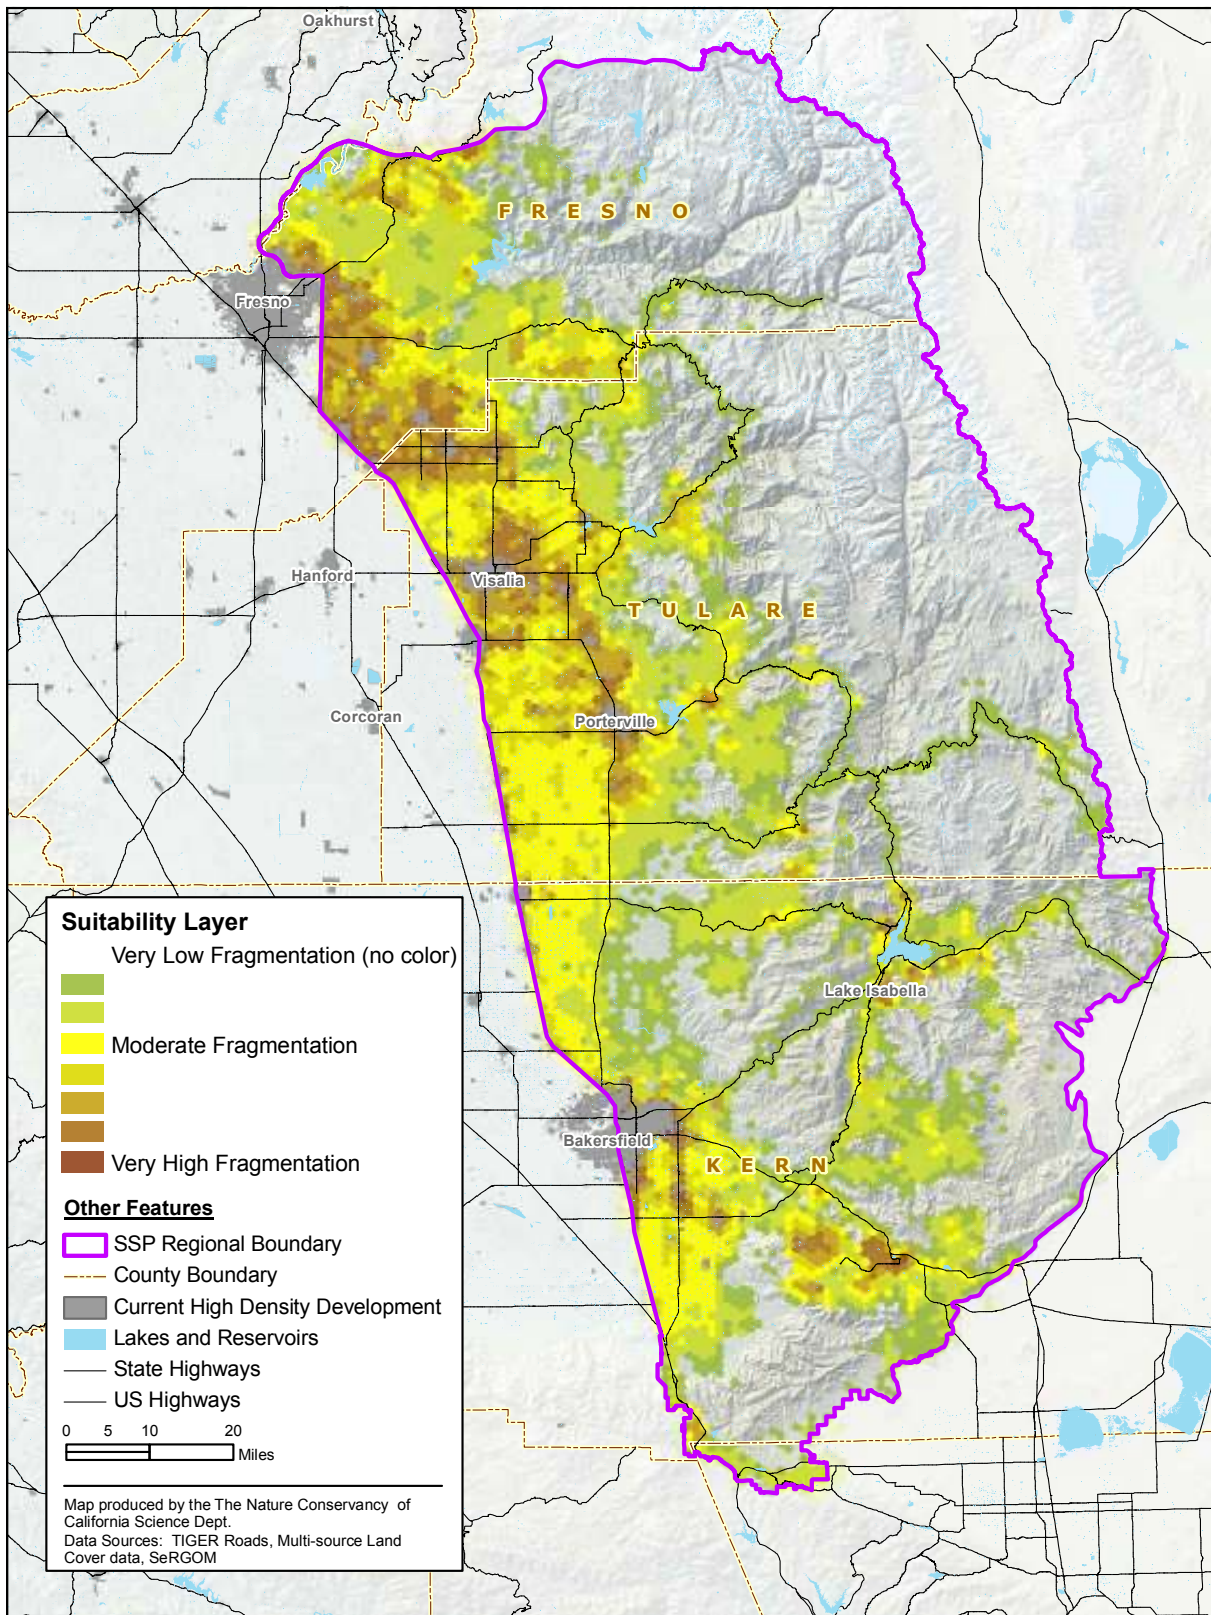 Oakhurst
F R E S N O
Fresno
Hanford
Visalia
T U L A R E
Corcoran
Porterville
Lake Isabella
Bakersfield
K E R N
Suitability Layer
Very Low Fragmentation (no color)
Moderate Fragmentation
Very High Fragmentation
Other Features
SSP Regional Boundary
County Boundary
Current High Density Development
Lakes and Reservoirs
State Highways
US Highways
0 5 10 20
Miles
Map produced by the The Nature Conservancy of
California Science Dept.
Data Sources: TIGER Roads, Multi-source Land
Cover data, SeRGOM